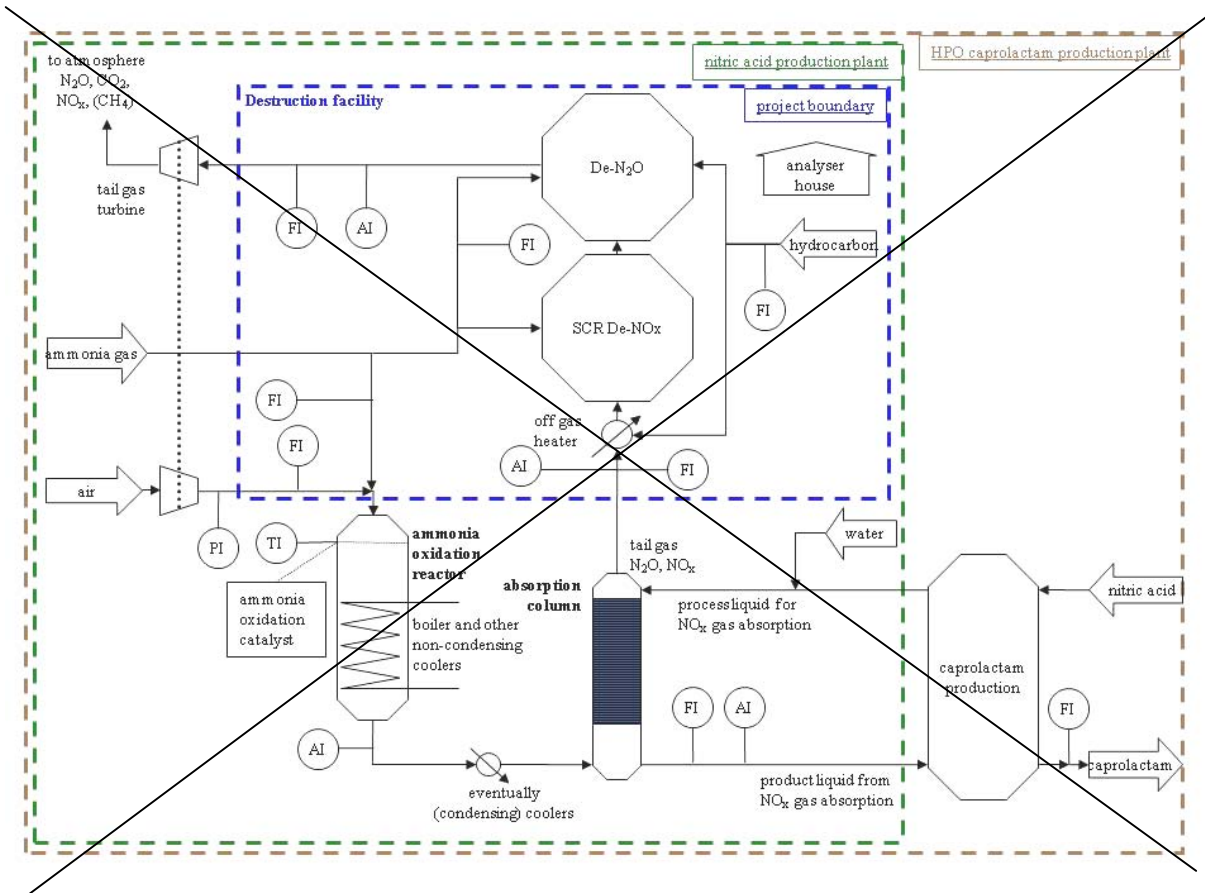 nitric acid production plant
HPO caprolactam production plant
to atmosphere
N₂O, CO₂,
NOₓ, (CH₄)
Destruction facility
project boundary
De-N₂O
analyser
house
tail gas
turbine
FI
AI
FI
hydrocarbon
FI
SCR De-NOx
ammonia gas
FI
off gas
heater
FI
AI
FI
air
PI
TI
ammonia
oxidation
reactor
tail gas
N₂O, NOₓ
water
absorption
column
ammonia
oxidation
catalyst
boiler and other
non-condensing
coolers
processliquid for
NOₓ gas absorption
nitric acid
caprolactam
production
FI
AI
FI
AI
eventually
(condensing) coolers
product liquid from
NOₓ gas absorption
caprolactam